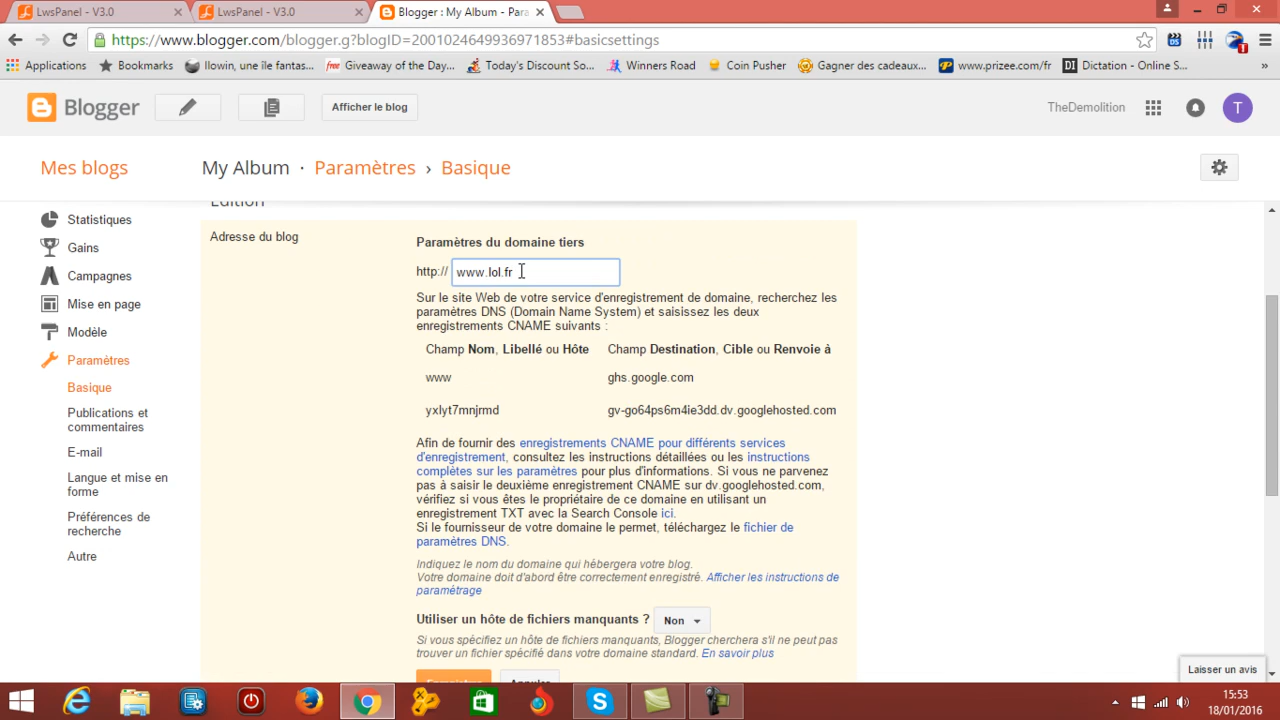 LwsPanel - V3.0
LwsPanel - V3.0
Blogger : My Album - Para
https://www.blogger.com/blogger.g?blogID=2001024649936971853#basicsettings
Applications
Bookmarks
Ilowin, une île fantas...
free
Giveaway of the Day...
Today's Discount So...
Winners Road
Coin Pusher
Gagner des cadeaux...
www.prizee.com/fr
DI
Dictation - Online S...
»
Blogger
Afficher le blog
TheDemolition
T
Mes blogs
My Album · Paramètres › Basique
Edition
Statistiques
Gains
Campagnes
Mise en page
Modèle
Paramètres
Basique
Publications et
commentaires
E-mail
Langue et mise en
forme
Préférences de
recherche
Autre
Adresse du blog
Paramètres du domaine tiers
http:// www.lol.fr
Sur le site Web de votre service d'enregistrement de domaine, recherchez les
paramètres DNS (Domain Name System) et saisissez les deux
enregistrements CNAME suivants :
Champ Nom, Libellé ou Hôte
Champ Destination, Cible ou Renvoie à
www
ghs.google.com
yxlyt7mnjrmd
gv-go64ps6m4ie3dd.dv.googlehosted.com
Afin de fournir des enregistrements CNAME pour différents services
d'enregistrement, consultez les instructions détaillées ou les instructions
complètes sur les paramètres pour plus d'informations. Si vous ne parvenez
pas à saisir le deuxième enregistrement CNAME sur dv.googlehosted.com,
vérifiez si vous êtes le propriétaire de ce domaine en utilisant un
enregistrement TXT avec la Search Console ici.
Si le fournisseur de votre domaine le permet, téléchargez le fichier de
paramètres DNS.
Indiquez le nom du domaine qui hébergera votre blog.
Votre domaine doit d'abord être correctement enregistré. Afficher les instructions de
paramétrage
Utiliser un hôte de fichiers manquants ? Non
Si vous spécifiez un hôte de fichiers manquants, Blogger cherchera s'il ne peut pas
trouver un fichier spécifié dans votre domaine standard. En savoir plus
Enregistrer
Annuler
Laisser un avis
15:53
18/01/2016